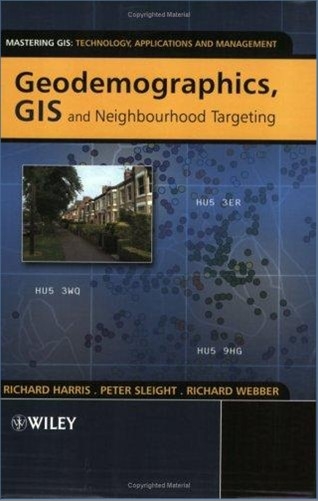 Copyrighted Material
MASTERING GIS: TECHNOLOGY, APPLICATIONS AND MANAGEMENT
Geodemographics,
GIS and Neighbourhood Targeting
HU5 3ER
HU5 3WQ
HU5 9HG
RICHARD HARRIS . PETER SLEIGHT . RICHARD WEBBER
WILEY
Copyrighted Material